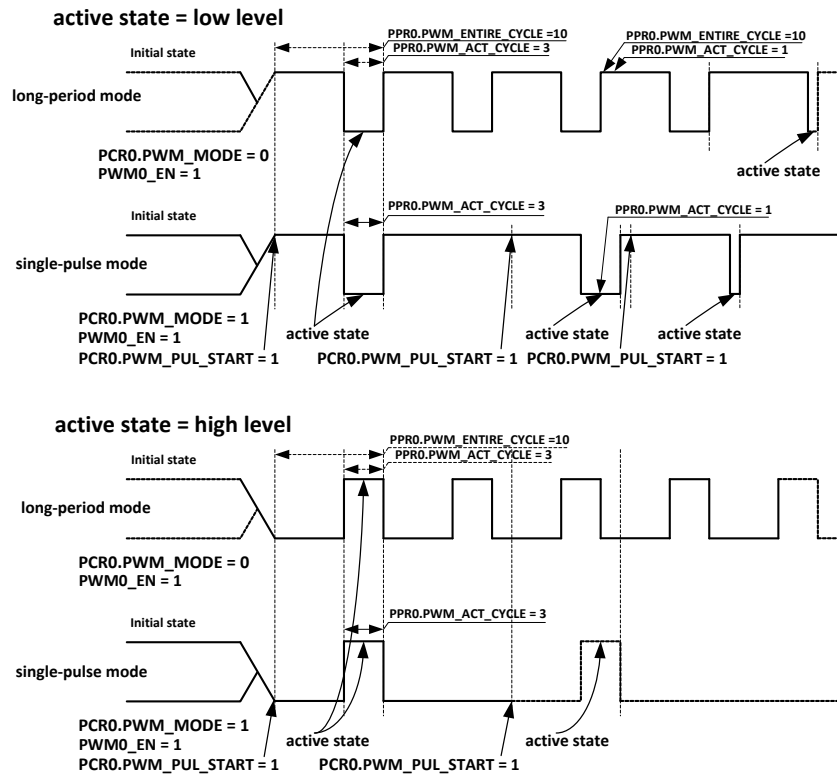 active state = low level
Initial state
PPR0.PWM_ENTIRE_CYCLE =10
PPR0.PWM_ACT_CYCLE = 3
PPR0.PWM_ENTIRE_CYCLE=10
PPR0.PWM_ACT_CYCLE = 1
long-period mode
PCR0.PWM_MODE = 0
PWM0_EN = 1
active state
Initial state
PPR0.PWM_ACT_CYCLE = 3
PPR0.PWM_ACT_CYCLE = 1
single-pulse mode
PCR0.PWM_MODE = 1
PWM0_EN = 1
PCR0.PWM_PUL_START = 1
active state
PCR0.PWM_PUL_START = 1
active state
PCR0.PWM_PUL_START = 1
active state
active state = high level
Initial state
PPR0.PWM_ENTIRE_CYCLE =10
PPR0.PWM_ACT_CYCLE = 3
long-period mode
PCR0.PWM_MODE = 0
PWM0_EN = 1
Initial state
PPR0.PWM_ACT_CYCLE = 3
single-pulse mode
PCR0.PWM_MODE = 1
PWM0_EN = 1
PCR0.PWM_PUL_START = 1
active state
PCR0.PWM_PUL_START = 1
active state